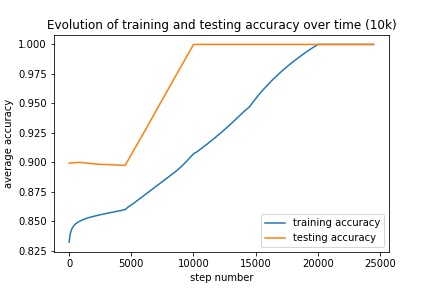 Evolution of training and testing accuracy over time (10k)
average accuracy
1.000
0.975
0.950
0.925
0.900
0.875
0.850
0.825
training accuracy
testing accuracy
0 5000 10000 15000 20000 25000
step number